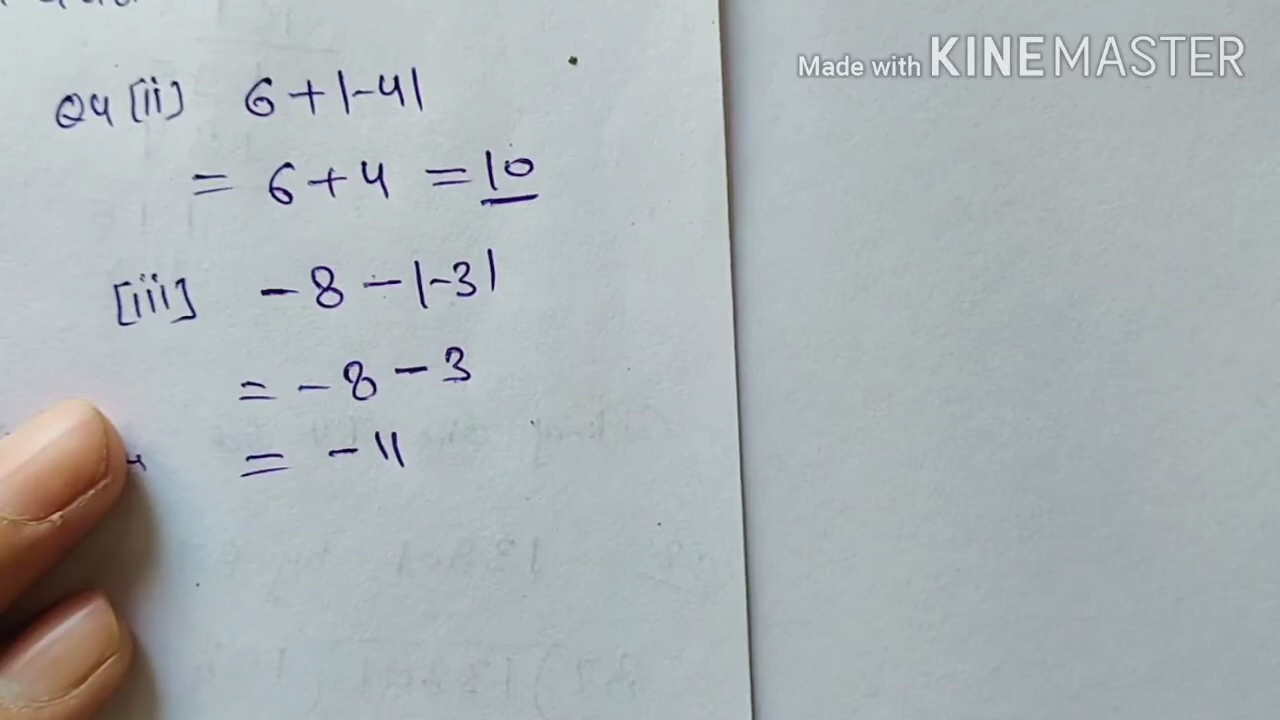 Made with KINEMASTER
Q4 [ii] 6 + |-4|
= 6 + 4 = 10
[iii] - 8 - |-3|
= - 8 - 3
= - 11